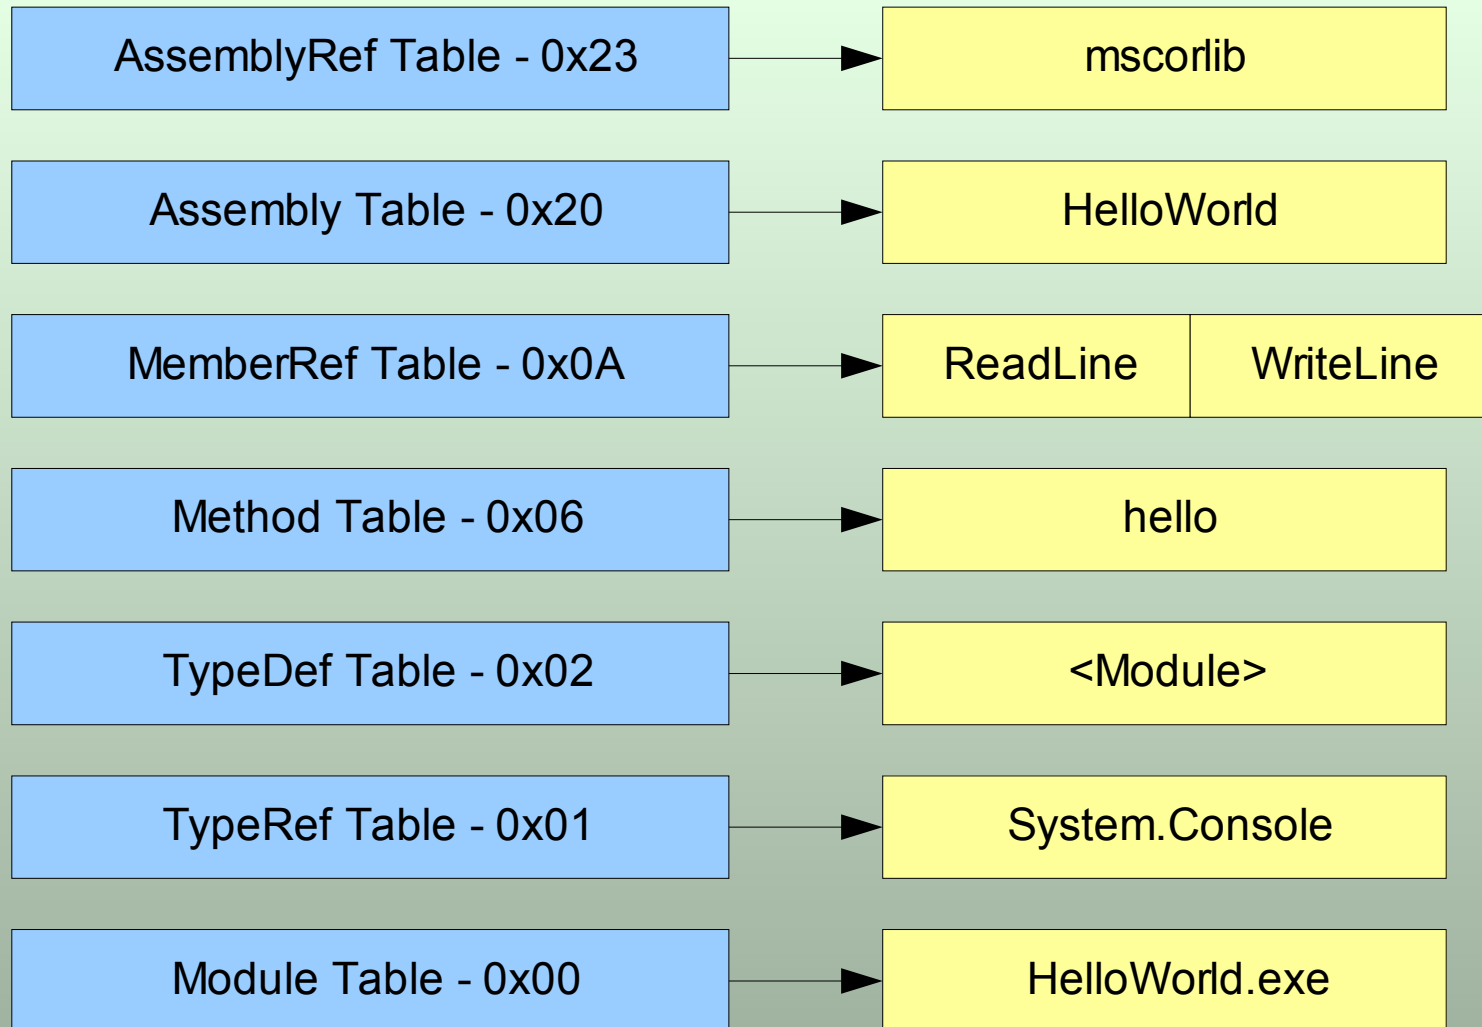 AssemblyRef Table - 0x23
mscorlib
Assembly Table - 0x20
HelloWorld
MemberRef Table - 0x0A
ReadLine
WriteLine
Method Table - 0x06
hello
TypeDef Table - 0x02
<Module>
TypeRef Table - 0x01
System.Console
Module Table - 0x00
HelloWorld.exe